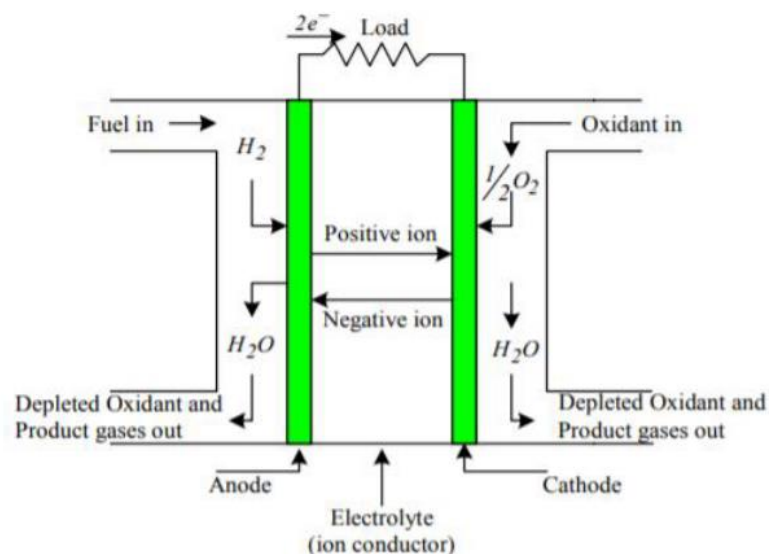 2e⁻
Load
Fuel in
Oxidant in
H₂
½O₂
Positive ion
Negative ion
H₂O
H₂O
Depleted Oxidant and
Product gases out
Depleted Oxidant and
Product gases out
Anode
Cathode
Electrolyte
(ion conductor)